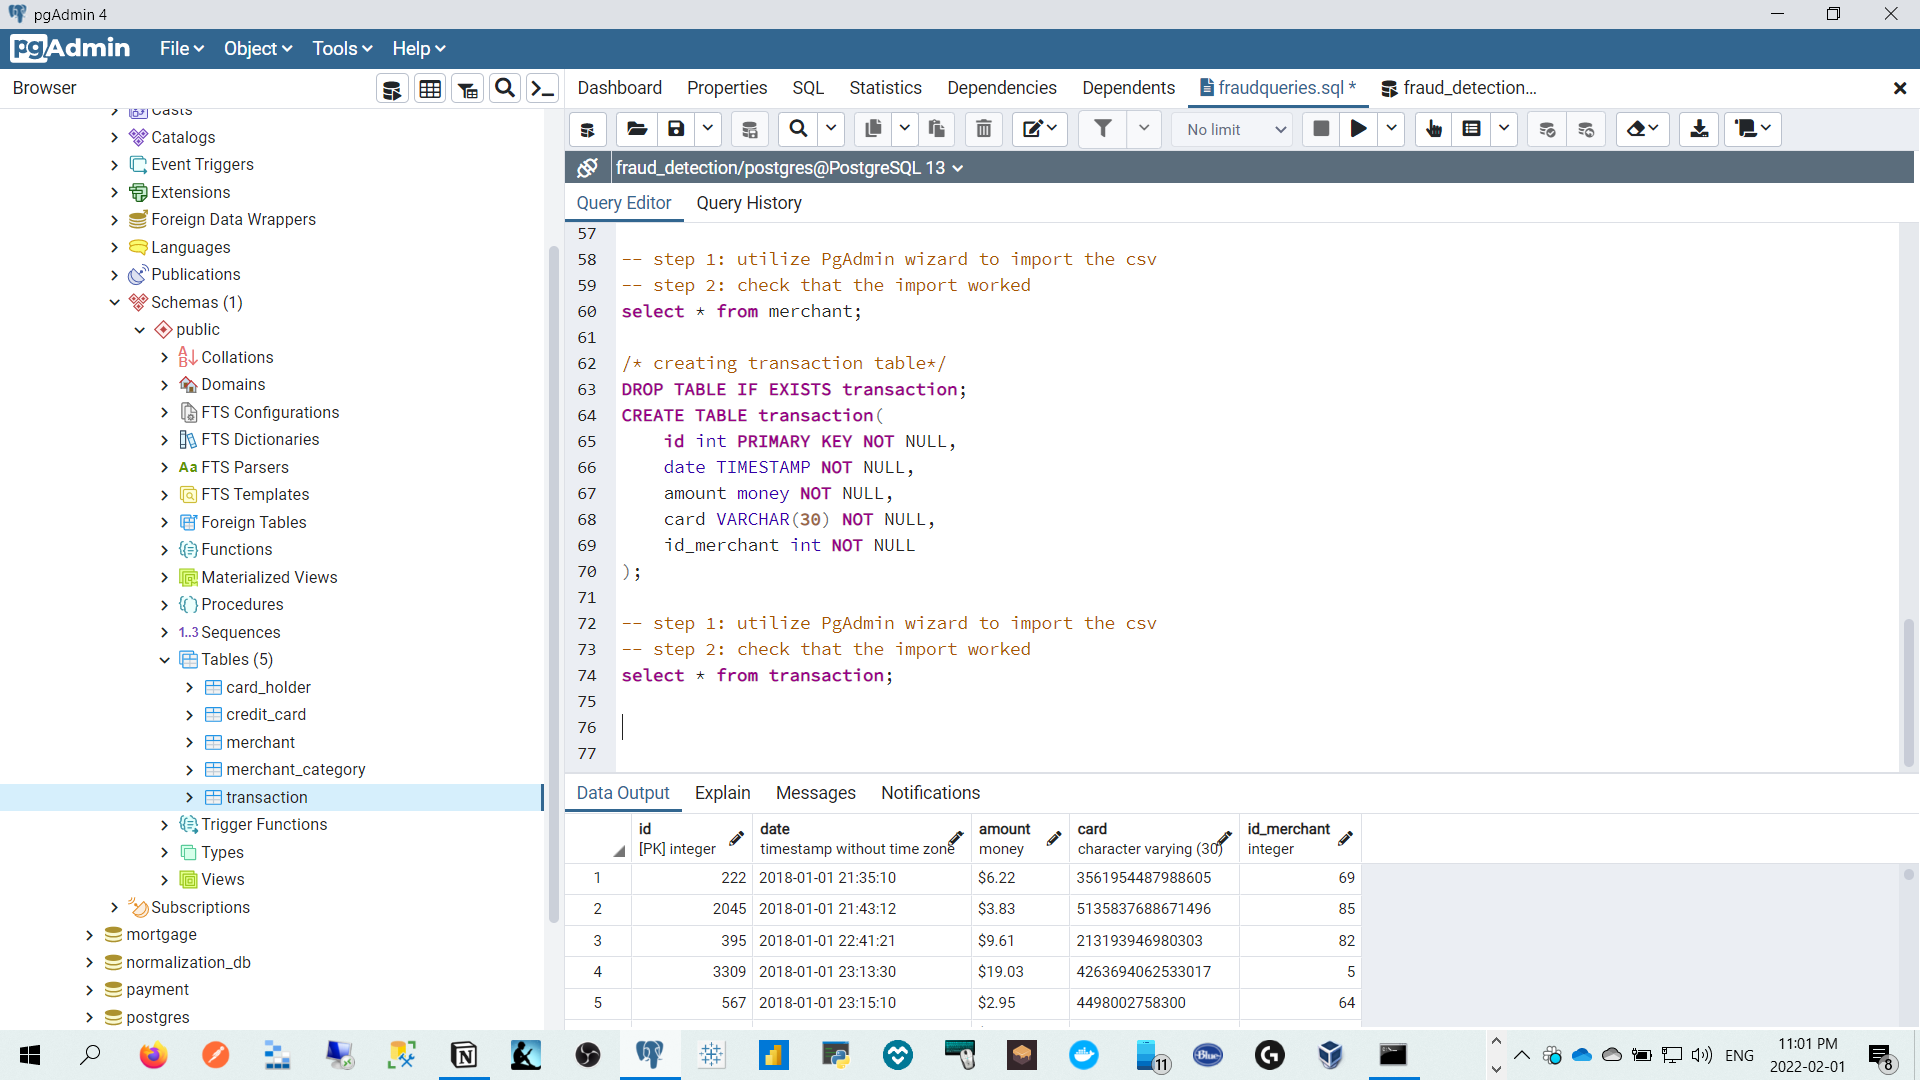 pgAdmin 4
pgAdmin File Object Tools Help
Browser
Dashboard Properties SQL Statistics Dependencies Dependents fraudqueries.sql * fraud_detection...
No limit
fraud_detection/postgres@PostgreSQL 13
Query Editor Query History
Casts
Catalogs
Event Triggers
Extensions
Foreign Data Wrappers
Languages
Publications
Schemas (1)
public
Collations
Domains
FTS Configurations
FTS Dictionaries
Aa FTS Parsers
FTS Templates
Foreign Tables
Functions
Materialized Views
Procedures
1..3 Sequences
Tables (5)
card_holder
credit_card
merchant
merchant_category
transaction
Trigger Functions
Types
Views
Subscriptions
mortgage
normalization_db
payment
postgres
57
58 -- step 1: utilize PgAdmin wizard to import the csv
59 -- step 2: check that the import worked
60 select * from merchant;
61
62 /* creating transaction table*/
63 DROP TABLE IF EXISTS transaction;
64 CREATE TABLE transaction(
65 id int PRIMARY KEY NOT NULL,
66 date TIMESTAMP NOT NULL,
67 amount money NOT NULL,
68 card VARCHAR(30) NOT NULL,
69 id_merchant int NOT NULL
70 );
71
72 -- step 1: utilize PgAdmin wizard to import the csv
73 -- step 2: check that the import worked
74 select * from transaction;
75
76
77
Data Output Explain Messages Notifications
id date amount card id_merchant
[PK] integer timestamp without time zone money character varying (30) integer
1 222 2018-01-01 21:35:10 $6.22 3561954487988605 69
2 2045 2018-01-01 21:43:12 $3.83 5135837688671496 85
3 395 2018-01-01 22:41:21 $9.61 213193946980303 82
4 3309 2018-01-01 23:13:30 $19.03 4263694062533017 5
5 567 2018-01-01 23:15:10 $2.95 4498002758300 64
11 Blue ENG 11:01 PM
2022-02-01 8